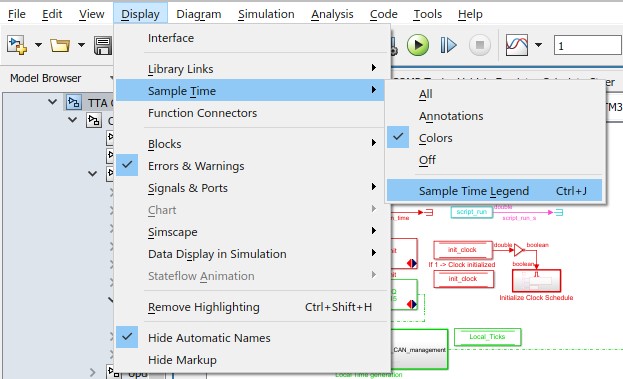 File Edit View Display Diagram Simulation Analysis Code Tools Help
1
Model Browser
Interface
Library Links
Sample Time
Function Connectors
Blocks
Errors & Warnings
Signals & Ports
Chart
Simscape
Data Display in Simulation
Stateflow Animation
Remove Highlighting Ctrl+Shift+H
Hide Automatic Names
Hide Markup
All
Annotations
Colors
Off
Sample Time Legend Ctrl+J
TTA
script_run
double
script_run_s
init_clock
double
boolean
If 1 -> Clock initialized
boolean
init_clock
Initialize Clock Schedule
CAN_management
Local_Ticks
Local Time generation